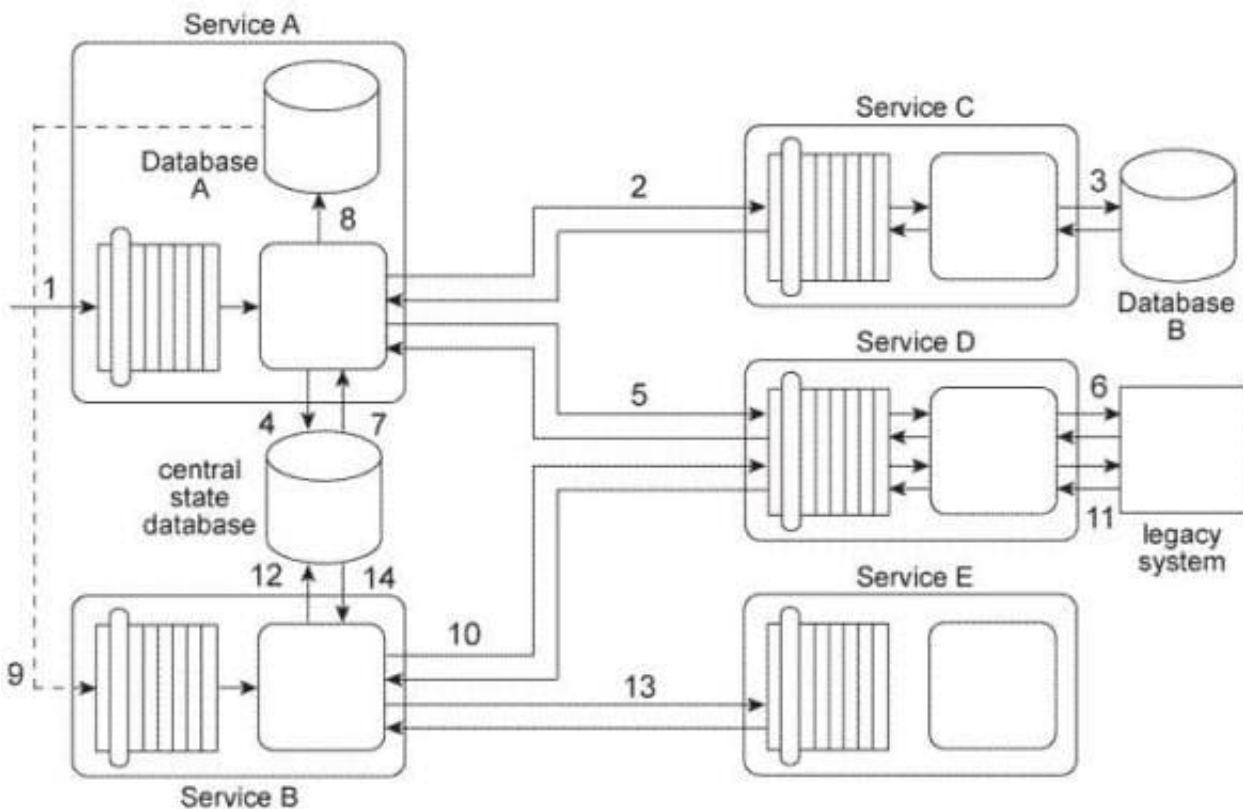 Service A
Database
A
8
1
4
7
central
state
database
12
14
9
Service B
2
5
10
13
Service C
3
Database
B
Service D
6
11
legacy
system
Service E